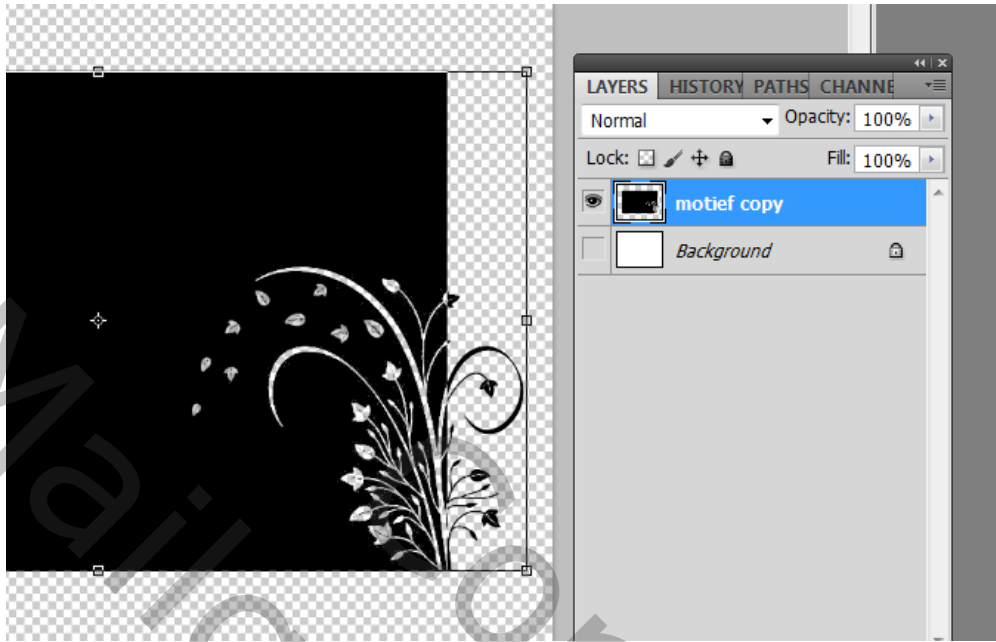 LAYERS HISTORY PATHS CHANNE
Normal Opacity: 100%
Lock: Fill: 100%
motief copy
Background